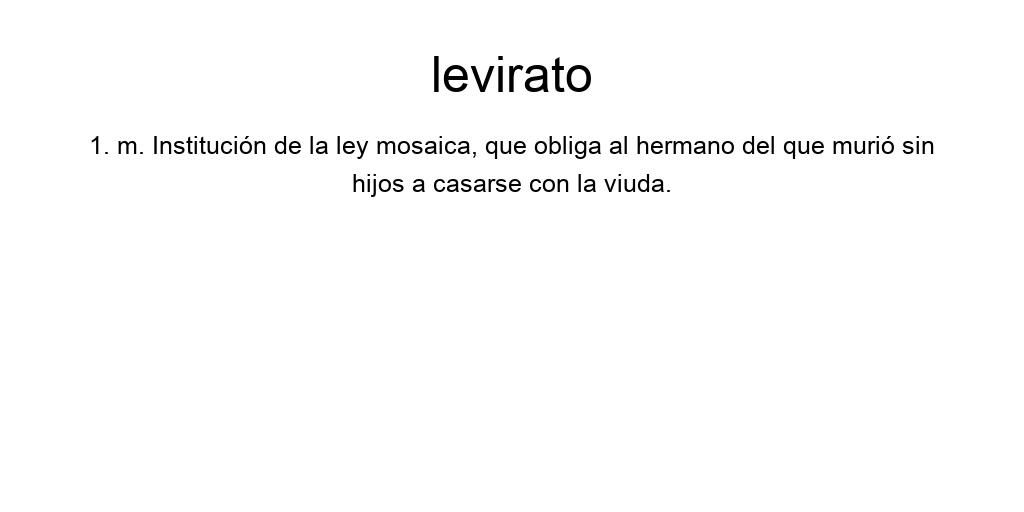 levirato
1. m. Institución de la ley mosaica, que obliga al hermano del que murió sin
hijos a casarse con la viuda.